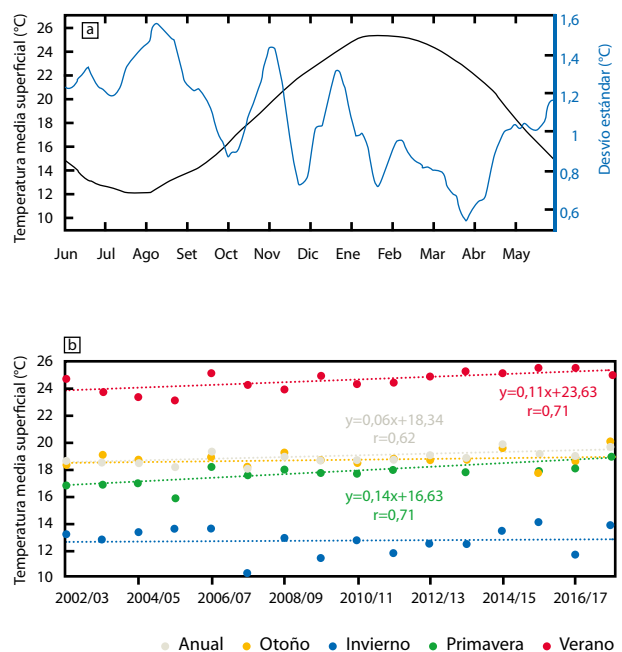 a
Temperatura media superficial (°C)
26
24
22
20
18
16
14
12
10
1,6
1,4
1,2
1
0,8
0,6
Desvío estándar (°C)
Jun Jul Ago Set Oct Nov Dic Ene Feb Mar Abr May
b
Temperatura media superficial (°C)
26
24
22
20
18
16
14
12
10
y=0,11x+23,63
r=0,71
y=0,06x+18,34
r=0,62
y=0,14x+16,63
r=0,71
2002/03 2004/05 2006/07 2008/09 2010/11 2012/13 2014/15 2016/17
Anual Otoño Invierno Primavera Verano